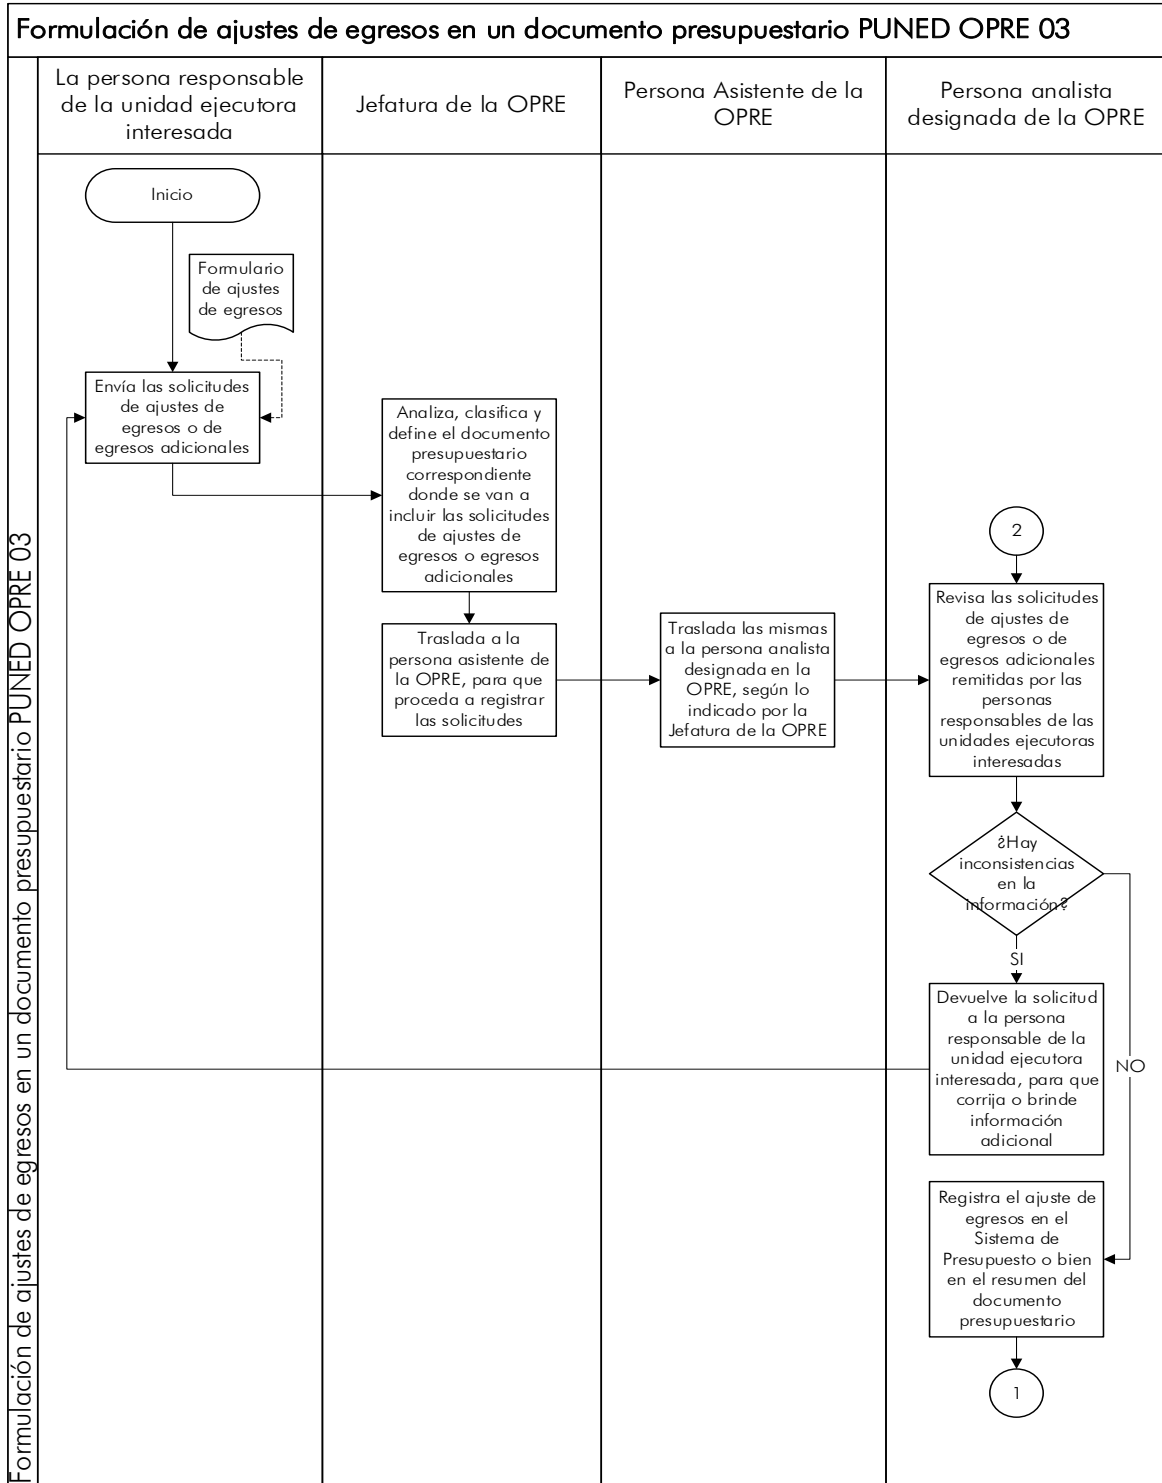 Formulación de ajustes de egresos en un documento presupuestario PUNED OPRE 03
Formulación de ajustes de egresos en un documento presupuestario PUNED OPRE 03
La persona responsable
de la unidad ejecutora
interesada
Jefatura de la OPRE
Persona Asistente de la
OPRE
Persona analista
designada de la OPRE
Inicio
Formulario
de ajustes
de egresos
Envía las solicitudes
de ajustes de
egresos o de
egresos adicionales
Analiza, clasifica y
define el documento
presupuestario
correspondiente
donde se van a
incluir las solicitudes
de ajustes de
egresos o egresos
adicionales
Traslada a la
persona asistente de
la OPRE, para que
proceda a registrar
las solicitudes
Traslada las mismas
a la persona analista
designada en la
OPRE, según lo
indicado por la
Jefatura de la OPRE
2
Revisa las solicitudes
de ajustes de
egresos o de
egresos adicionales
remitidas por las
personas
responsables de las
unidades ejecutoras
interesadas
¿Hay
inconsistencias
en la
información?
SI
NO
Devuelve la solicitud
a la persona
responsable de la
unidad ejecutora
interesada, para que
corrija o brinde
información
adicional
Registra el ajuste de
egresos en el
Sistema de
Presupuesto o bien
en el resumen del
documento
presupuestario
1